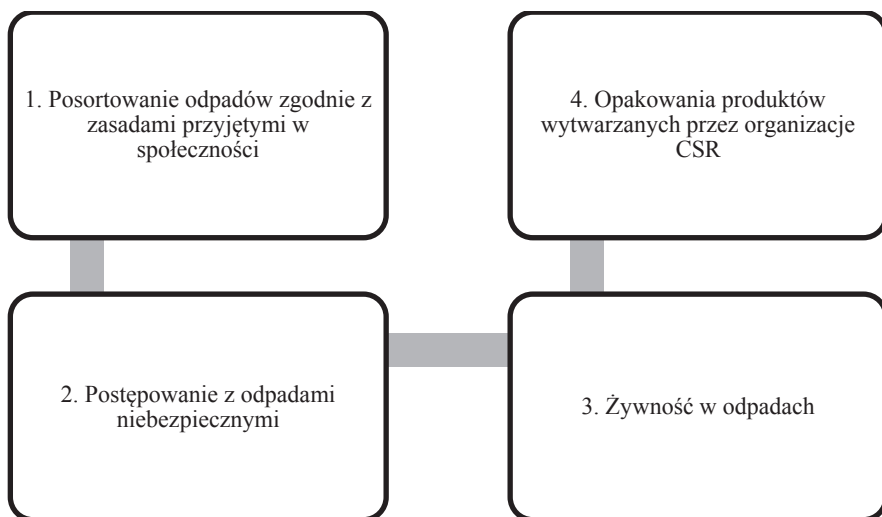 1. Posortowanie odpadów zgodnie z
zasadami przyjętymi w
społeczności
2. Postępowanie z odpadami
niebezpiecznymi
3. Żywność w odpadach
4. Opakowania produktów
wytwarzanych przez organizacje
CSR